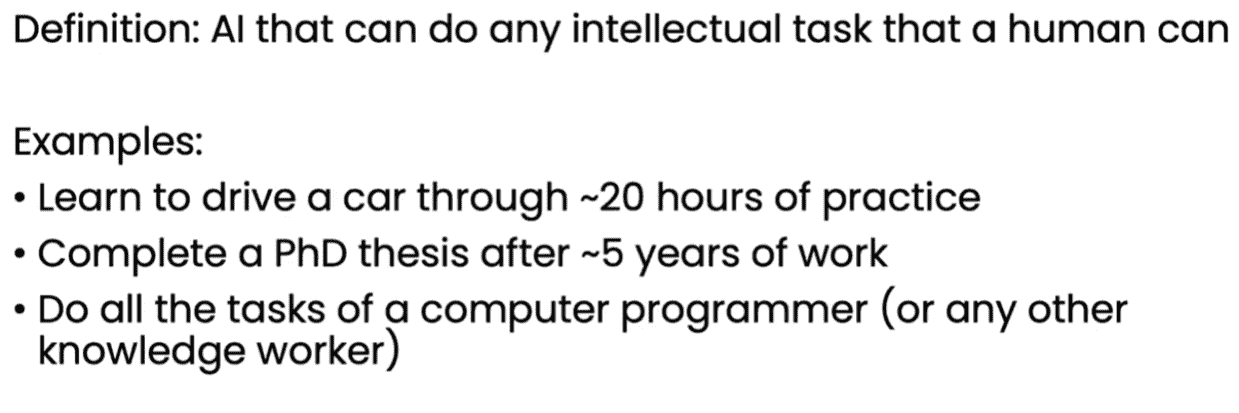 Definition: AI that can do any intellectual task that a human can
Examples:
• Learn to drive a car through ~20 hours of practice
• Complete a PhD thesis after ~5 years of work
• Do all the tasks of a computer programmer (or any other
knowledge worker)